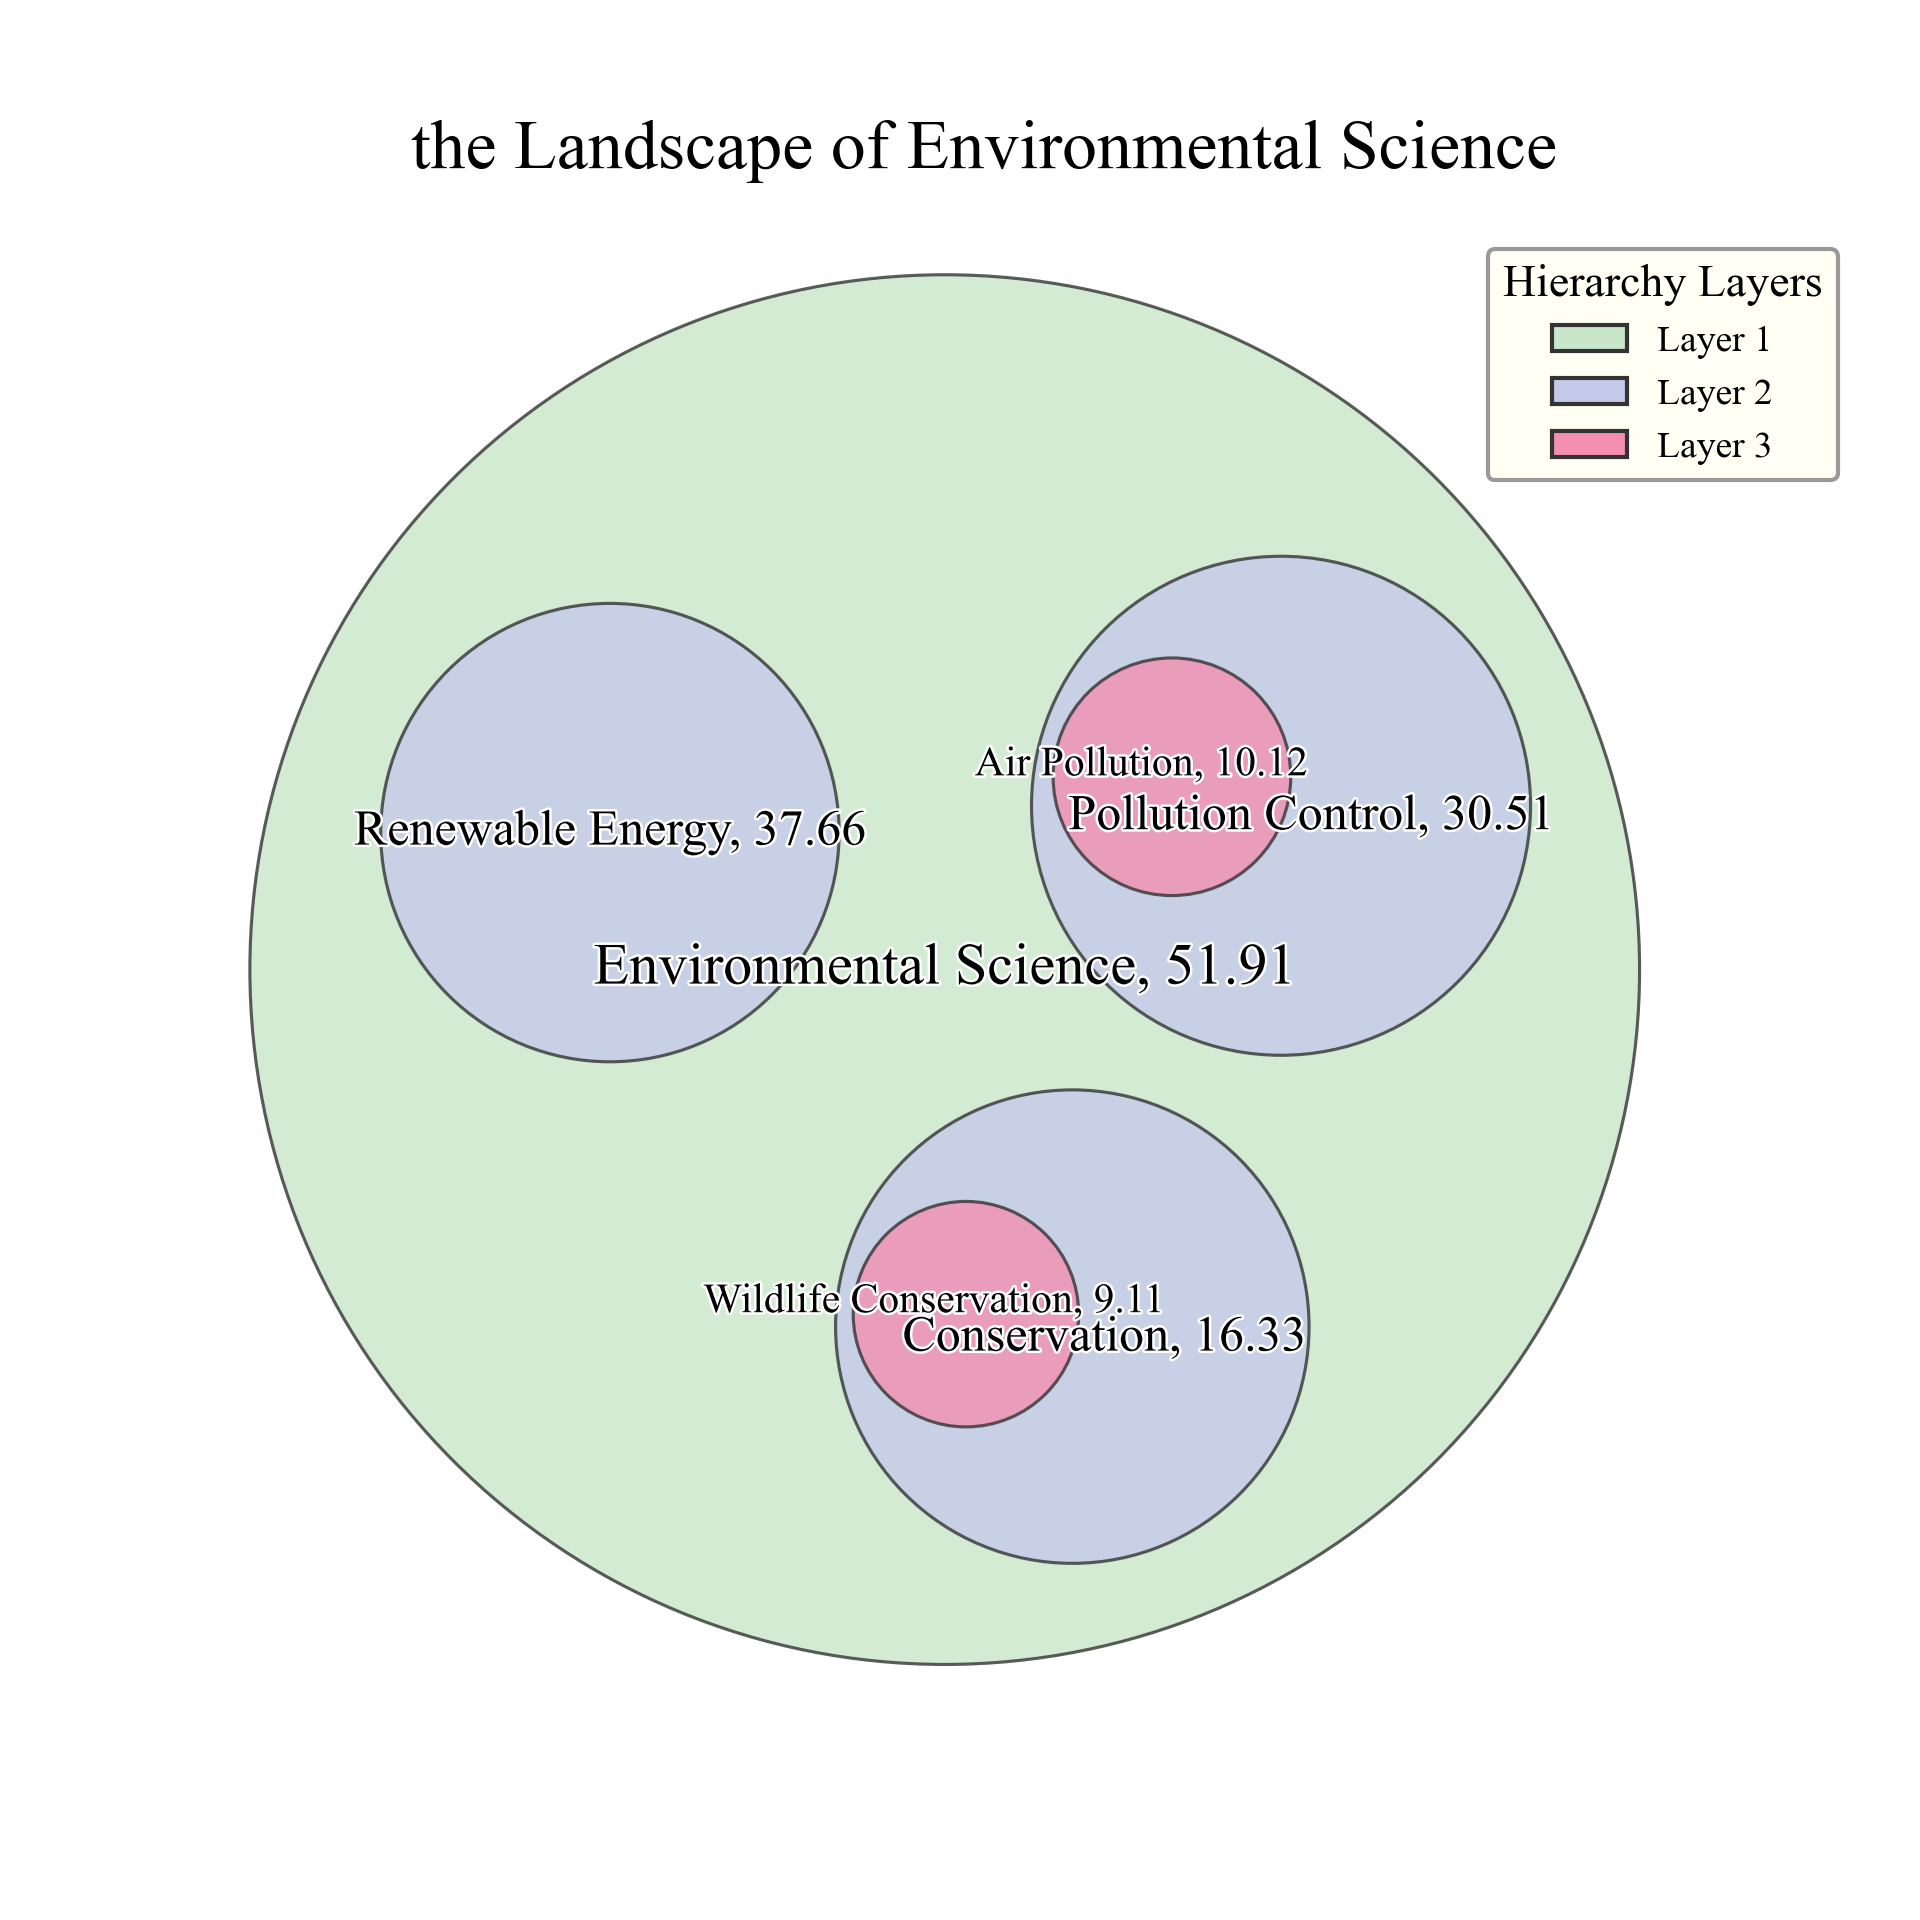 the Landscape of Environmental Science
Hierarchy Layers
Layer 1
Layer 2
Layer 3
Air Pollution, 10.12
Pollution Control, 30.51
Renewable Energy, 37.66
Environmental Science, 51.91
Wildlife Conservation, 9.11
Conservation, 16.33